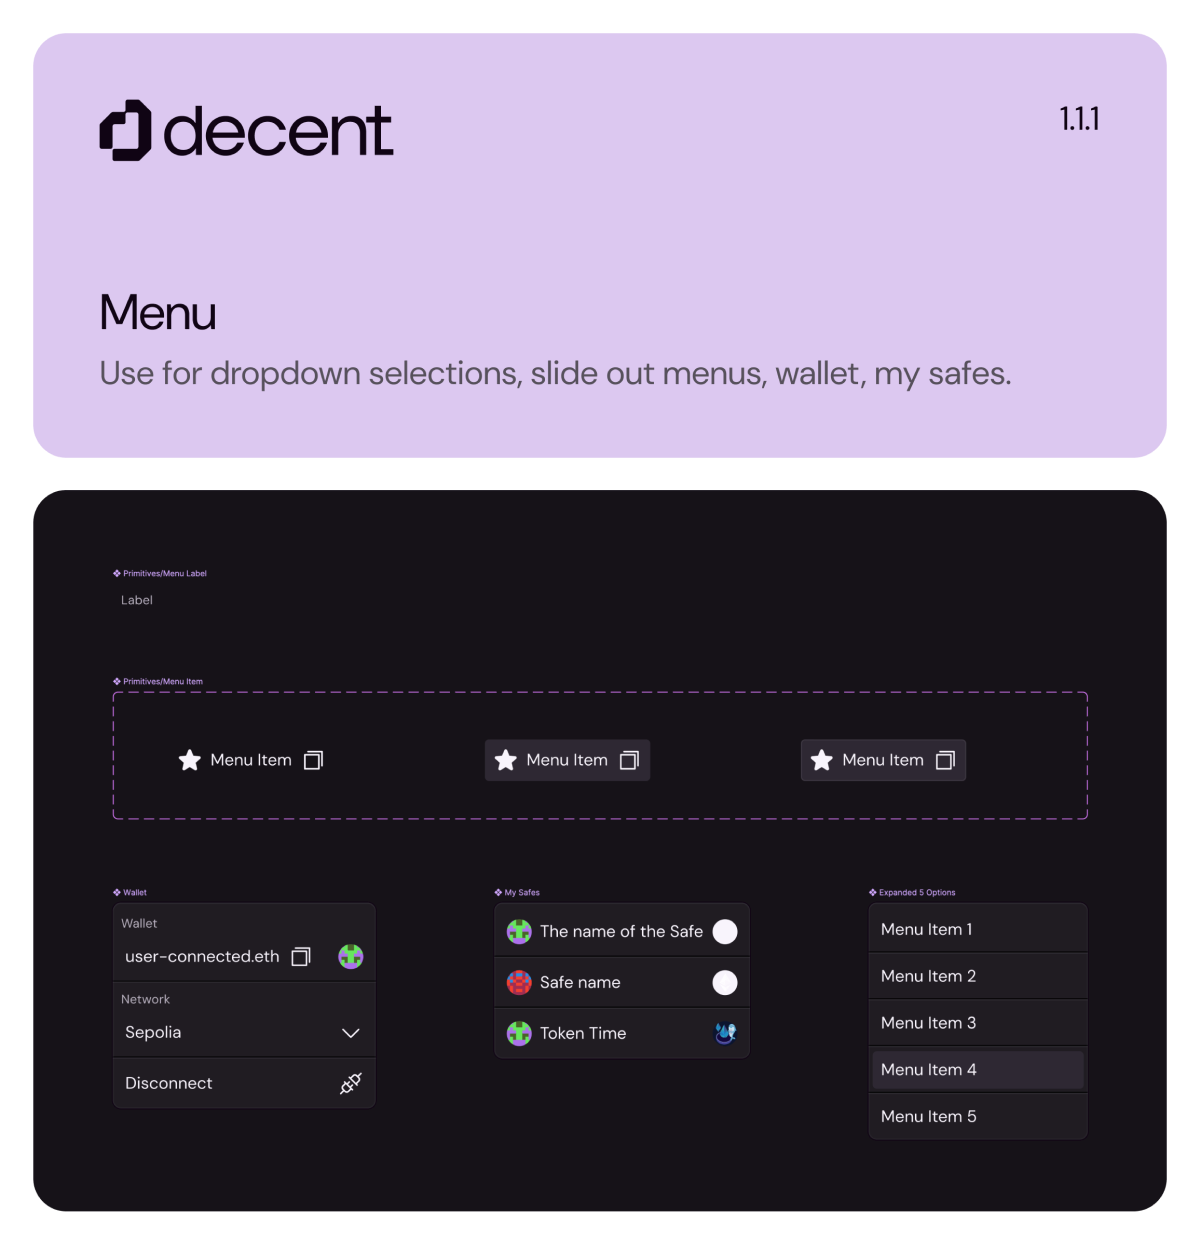 decent
1.1.1
Menu
Use for dropdown selections, slide out menus, wallet, my safes.
Primitives/Menu Label
Label
Primitives/Menu Item
Menu Item
Menu Item
Menu Item
Wallet
Wallet
user-connected.eth
Network
Sepolia
Disconnect
My Safes
The name of the Safe
Safe name
Token Time
Expanded 5 Options
Menu Item 1
Menu Item 2
Menu Item 3
Menu Item 4
Menu Item 5